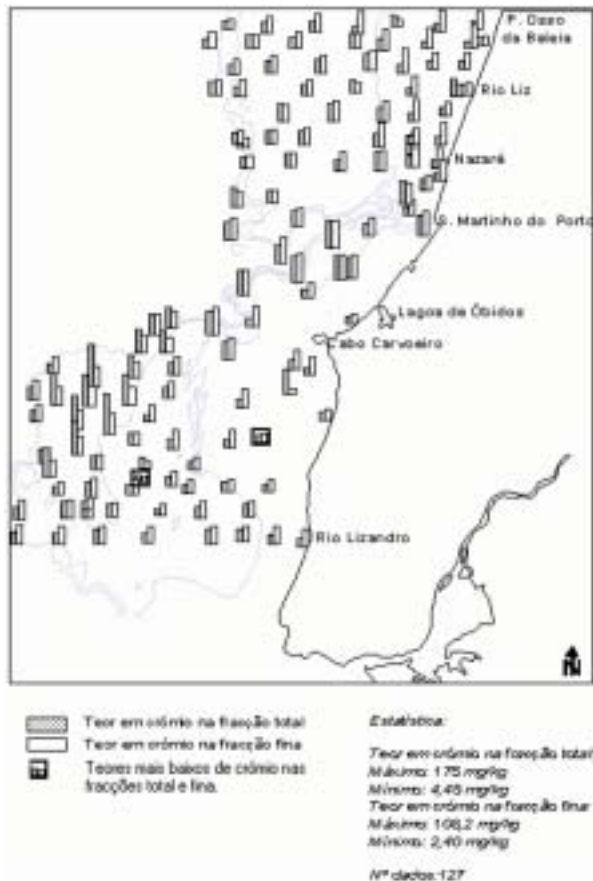 P. Osso
da Baleia
Rio Liz
Nazaré
S. Martinho do Porto
Lagoa de Óbidos
Cabo Carvoeiro
Rio Lizandro
N
Teor em crómio na fracção total
Teor em crómio na fracção fina
Teores mais baixos de crómio nas
fracções total e fina.
Estatística:
Teor em crómio na fracção total
Máximo: 175 mg/kg
Mínimo: 4,45 mg/kg
Teor em crómio na fracção fina
Máximo: 108,2 mg/kg
Mínimo: 2,40 mg/kg
Nº dados:127